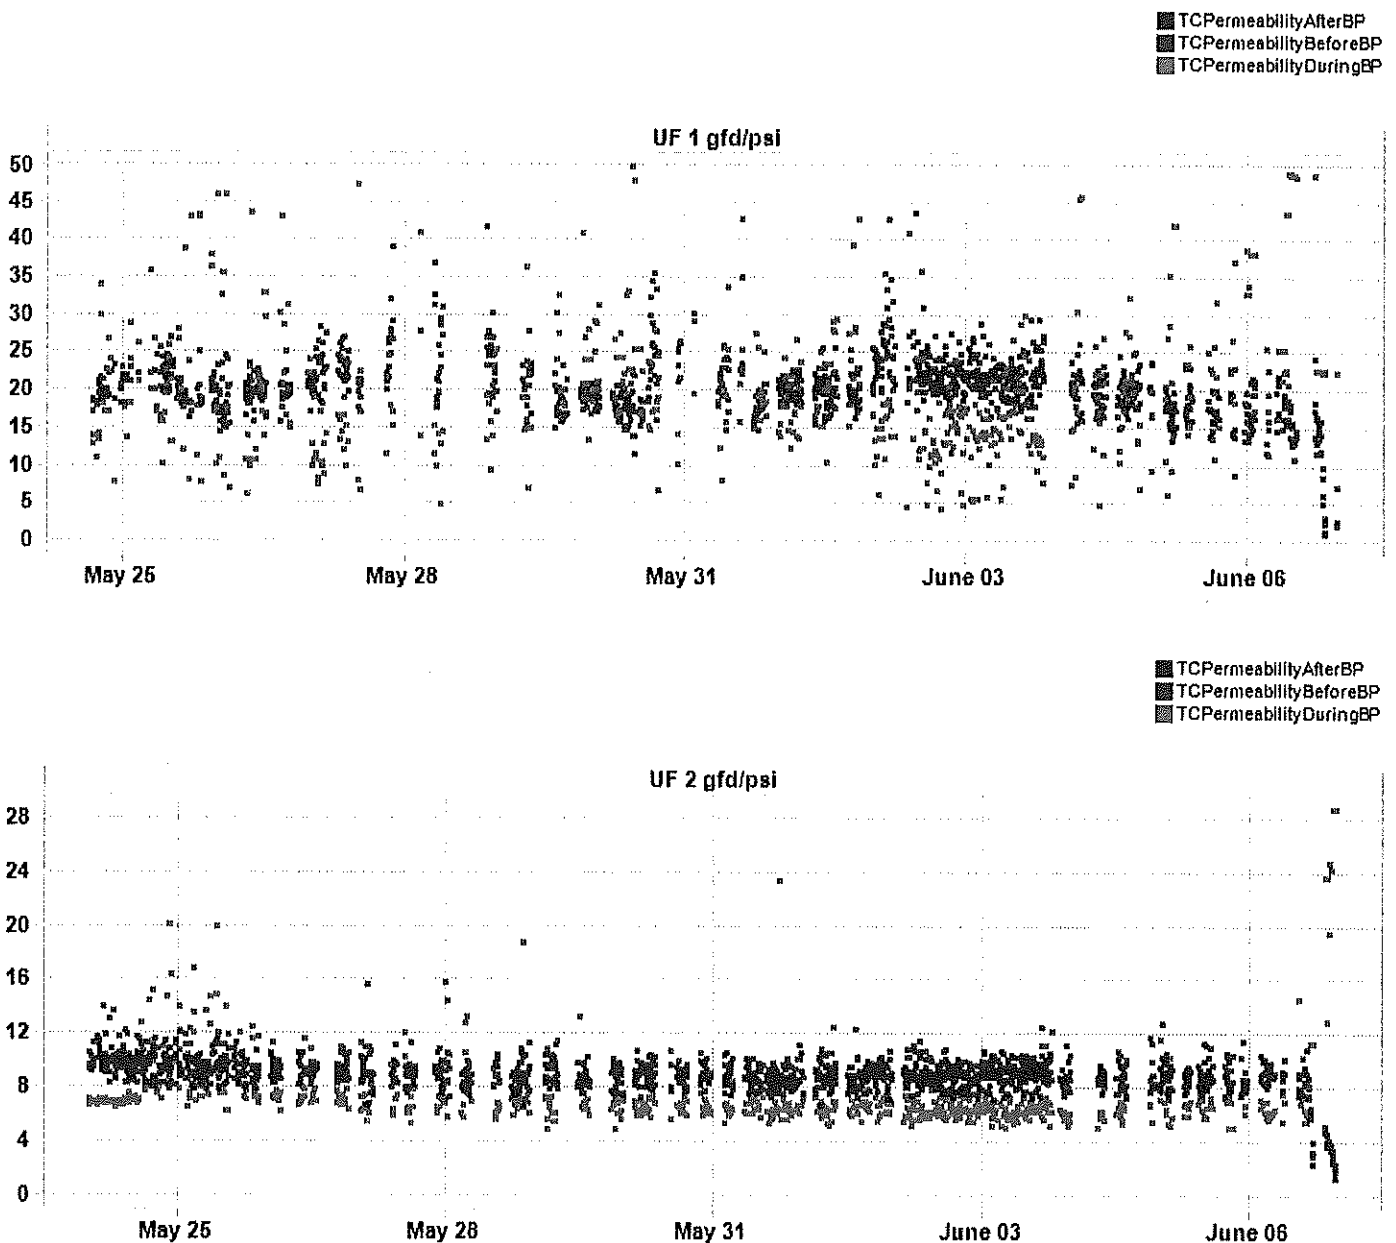 TCPermeabilityAfterBP
TCPermeabilityBeforeBP
TCPermeabilityDuringBP
UF 1 gfd/psi
50
45
40
35
30
25
20
15
10
5
0
May 25 May 28 May 31 June 03 June 06
TCPermeabilityAfterBP
TCPermeabilityBeforeBP
TCPermeabilityDuringBP
UF 2 gfd/psi
28
24
20
16
12
8
4
0
May 25 May 28 May 31 June 03 June 06